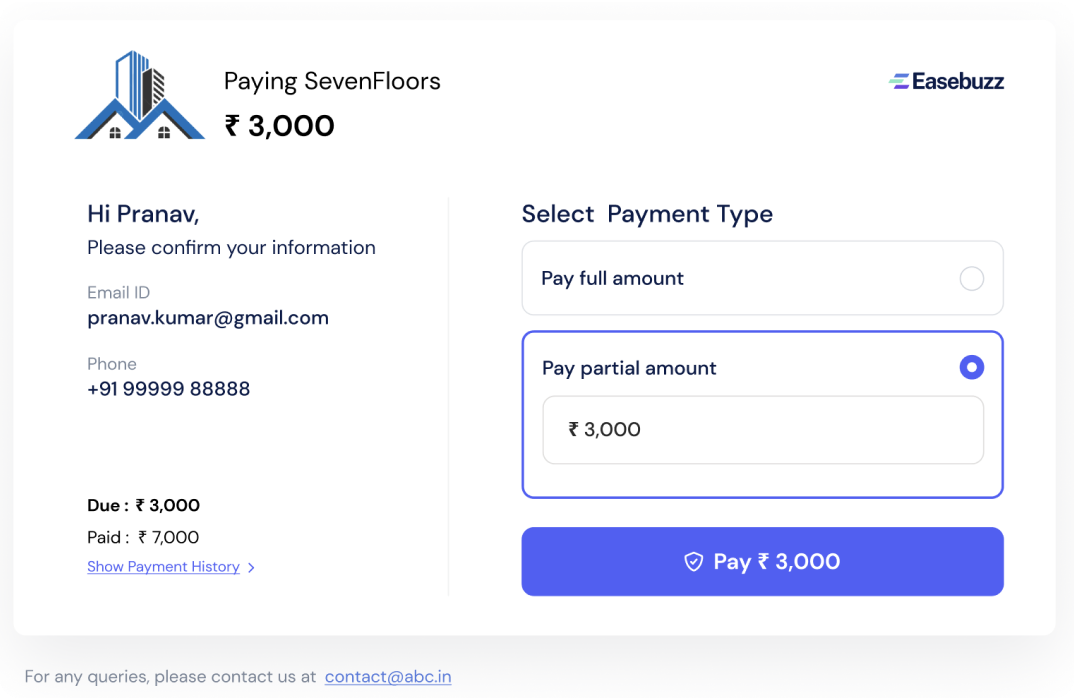 Paying SevenFloors
₹ 3,000
Easebuzz
Hi Pranav,
Please confirm your information
Email ID
pranav.kumar@gmail.com
Phone
+91 99999 88888
Due : ₹ 3,000
Paid : ₹ 7,000
Show Payment History >
Select Payment Type
Pay full amount
Pay partial amount
₹ 3,000
Pay ₹ 3,000
For any queries, please contact us at contact@abc.in